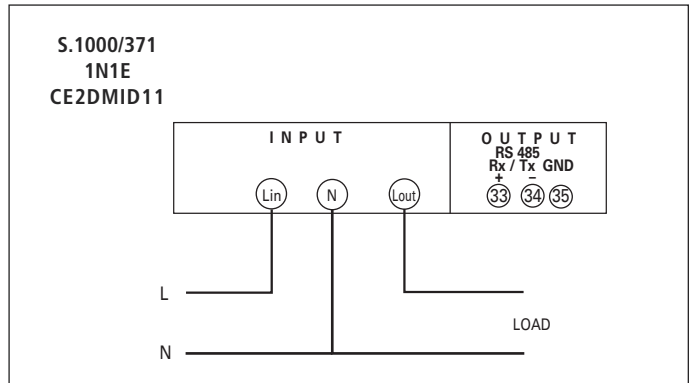 S.1000/371
1N1E
CE2DMID11
INPUT
OUTPUT
RS 485
Rx / Tx GND
+ –
Lin N Lout 33 34 35
L
LOAD
N